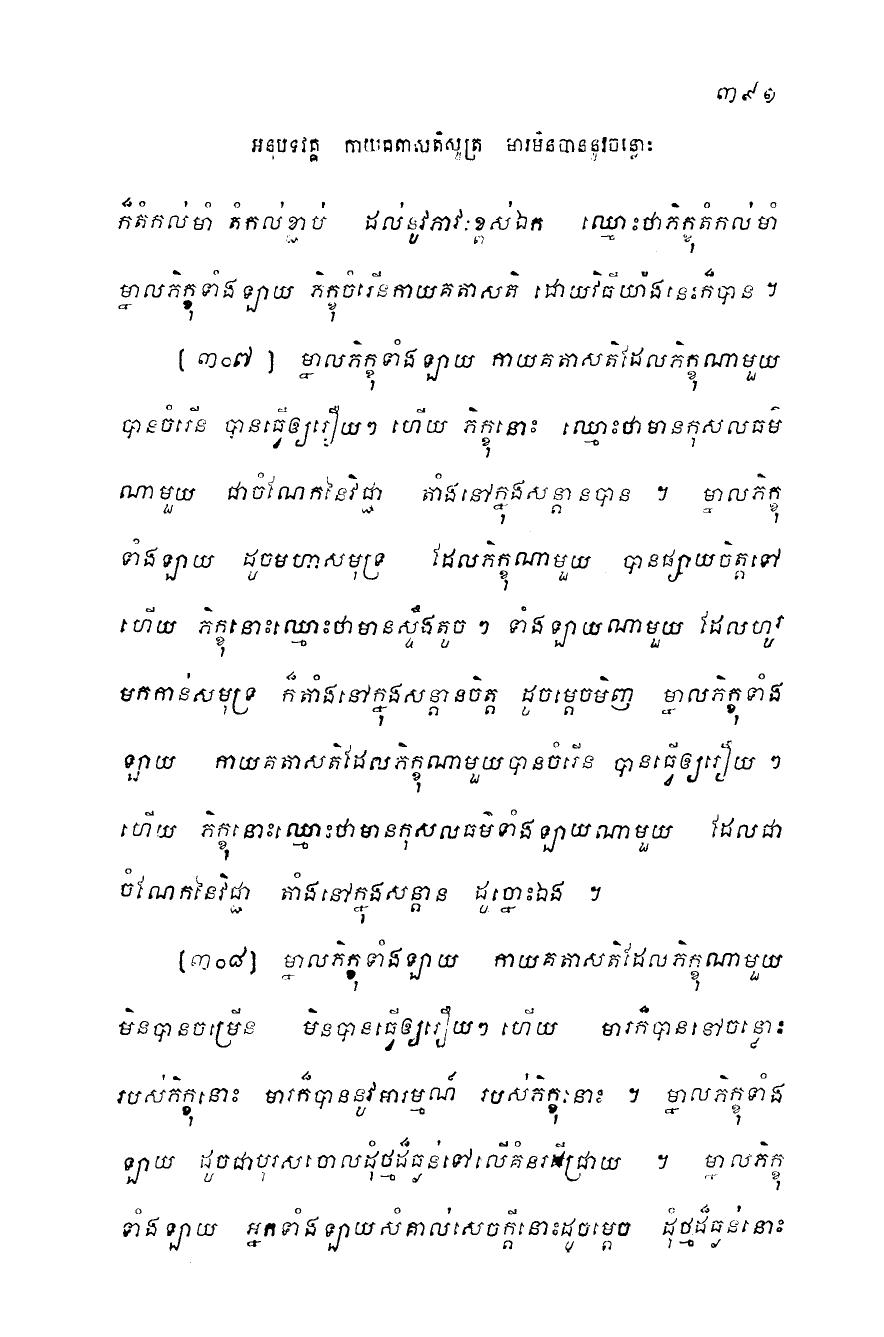 ៣៩១
អនុបទវគ្គ កាយគតាសតិសូត្រ មារមិនបាននូវចន្លោះ
ក៏តំកល់មាំ តំកល់ខ្ជាប់ ដល់នូវភាវៈខ្ពស់ឯក ឈ្មោះថាភិក្ខុតំកល់មាំ
ម្នាលភិក្ខុទាំងឡាយ ភិក្ខុចំរើនកាយគតាសតិ ដោយវិធីយ៉ាងនេះក៏បាន ។
[ ៣០៧ ] ម្នាលភិក្ខុទាំងឡាយ កាយគតាសតិដែលភិក្ខុណាមួយ
បានចំរើន បានធ្វើឲ្យរឿយៗ ហើយ ភិក្ខុនោះ ឈ្មោះថាមានកុសលធម៌
ណាមួយ ជាចំណែកនៃវិជ្ជា តាំងនៅក្នុងសន្តានបាន ។ ម្នាលភិក្ខុ
ទាំងឡាយ ដូចមហាសមុទ្រ ដែលភិក្ខុណាមួយ បានផ្សាយចិត្តទៅ
ហើយ ភិក្ខុនោះឈ្មោះថាមានស្ទឹងតូច ៗ ទាំងឡាយណាមួយ ដែលហូរ
មកកាន់សមុទ្រ ក៏តាំងនៅក្នុងសន្តានចិត្ត ដូចម្តេចមិញ ម្នាលភិក្ខុទាំង
ឡាយ កាយគតាសតិដែលភិក្ខុណាមួយបានចំរើន បានធ្វើឲ្យរឿយ ៗ
ហើយ ភិក្ខុនោះឈ្មោះថាមានកុសលធម៌ទាំងឡាយណាមួយ ដែលជា
ចំណែកនៃវិជ្ជា តាំងនៅក្នុងសន្តាន ដូច្នោះឯង ។
[៣០៨] ម្នាលភិក្ខុទាំងឡាយ កាយគតាសតិដែលភិក្ខុណាមួយ
មិនបានចម្រើន មិនបានធ្វើឲ្យរឿយៗ ហើយ មារក៏បាននៅចន្លោះ
របស់ភិក្ខុនោះ មារក៏បាននូវអារម្មណ៍ របស់ភិក្ខុនោះ ។ ម្នាលភិក្ខុទាំង
ឡាយ ដូចជាបុរសចោលដុំថ្មដ៏ធ្ងន់ទៅលើគំនរដីជ្រាយ ។ ម្នាលភិក្ខុ
ទាំងឡាយ អ្នកទាំងឡាយសំគាល់សេចក្តីនោះដូចម្តេច ដុំថ្មដ៏ធ្ងន់នោះ